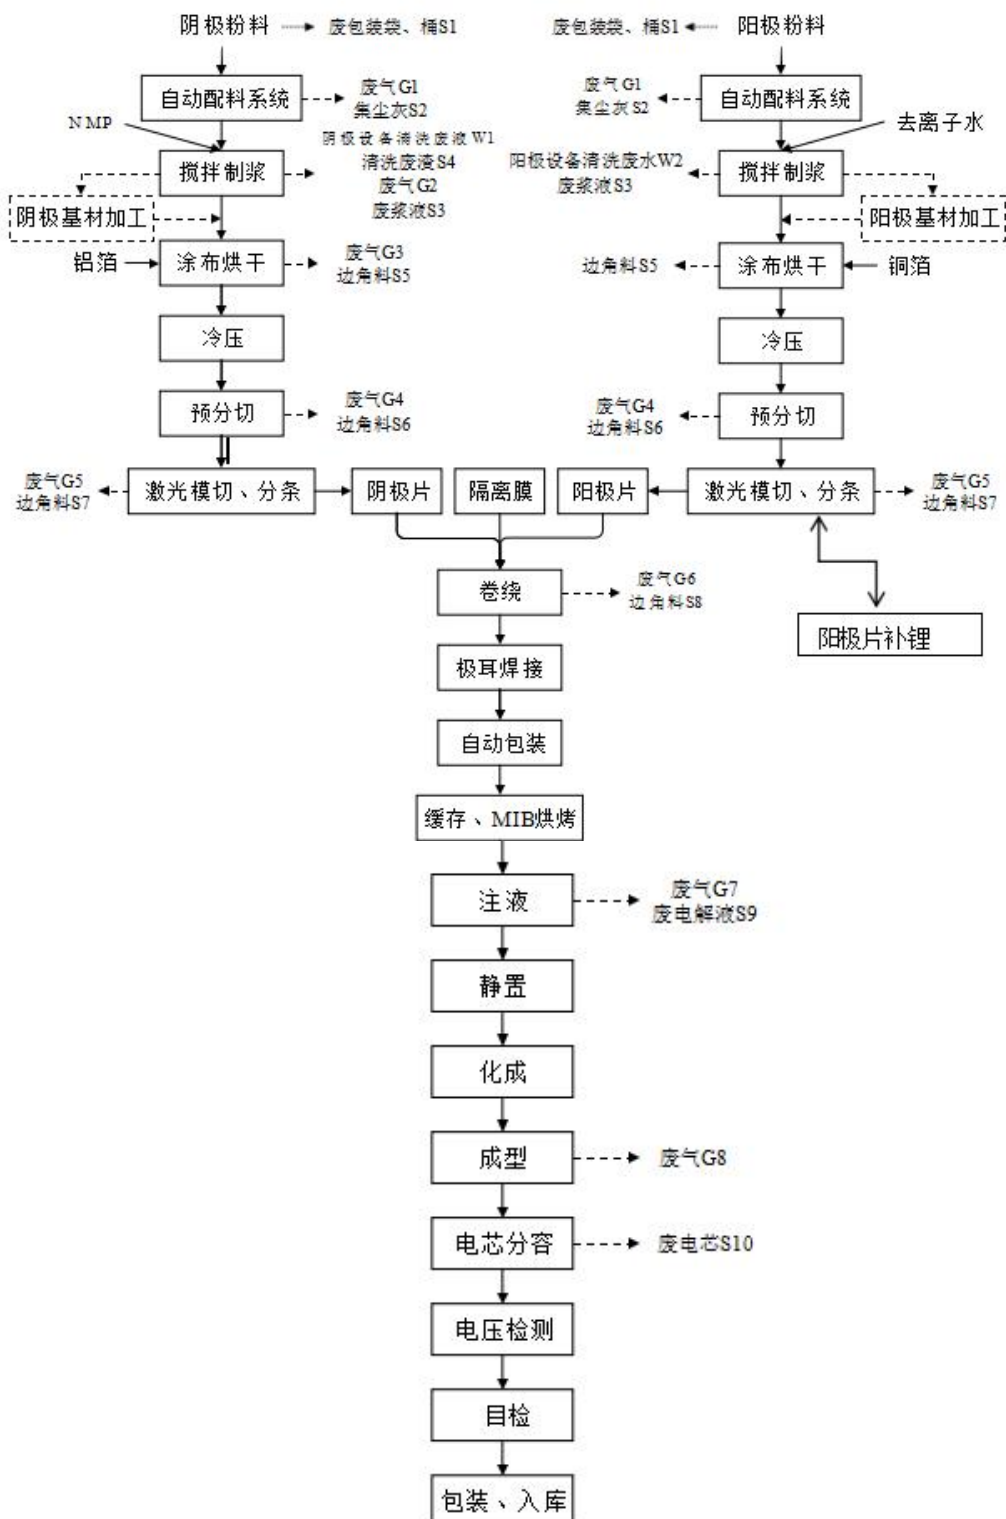 阴极粉料
废包装袋、桶S1
废包装袋、桶S1
阳极粉料
自动配料系统
废气G1
集尘灰S2
废气G1
集尘灰S2
自动配料系统
NMP
去离子水
搅拌制浆
阴极设备清洗废液W1
清洗废渣S4
废气G2
废浆液S3
阳极设备清洗废水W2
废浆液S3
搅拌制浆
阴极基材加工
阳极基材加工
铝箔
涂布烘干
废气G3
边角料S5
边角料S5
涂布烘干
铜箔
冷压
冷压
预分切
废气G4
边角料S6
废气G4
边角料S6
预分切
废气G5
边角料S7
激光模切、分条
阴极片
隔离膜
阳极片
激光模切、分条
废气G5
边角料S7
卷绕
废气G6
边角料S8
阳极片补锂
极耳焊接
自动包装
缓存、MIB烘烤
注液
废气G7
废电解液S9
静置
化成
成型
废气G8
电芯分容
废电芯S10
电压检测
目检
包装、入库